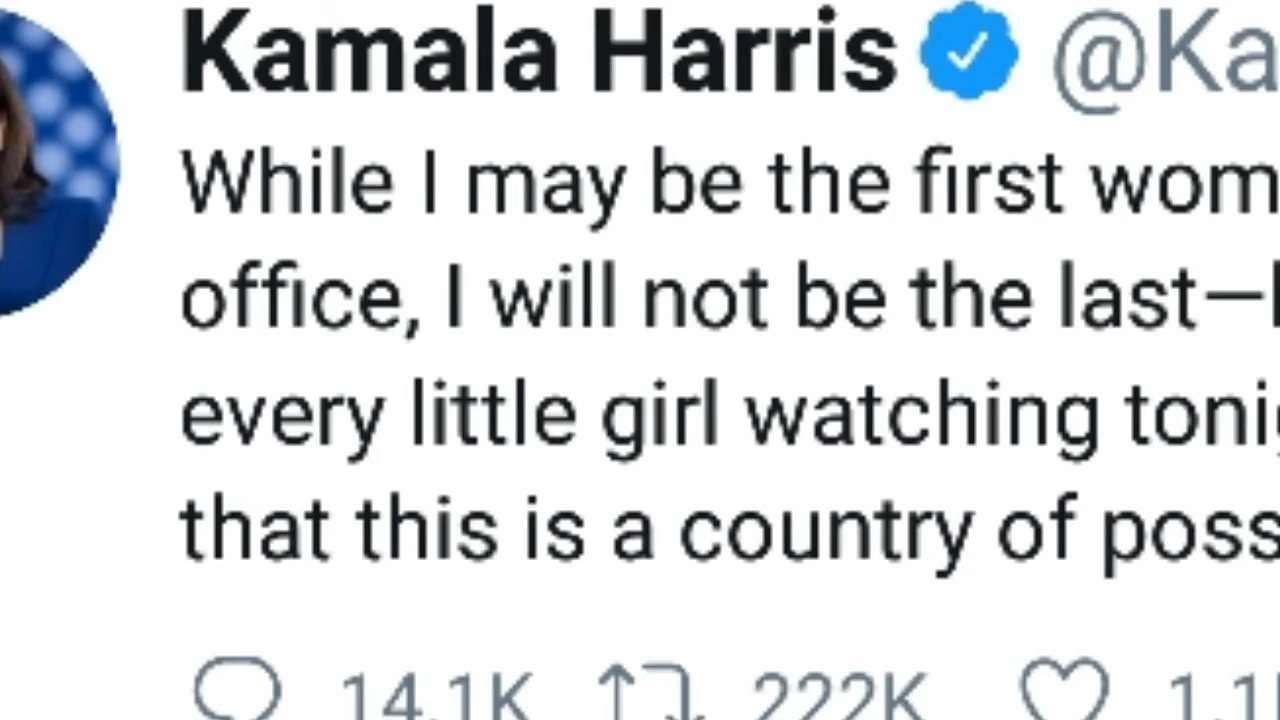 Kamala Harris @Ka
While I may be the first wom
office, I will not be the last—
every little girl watching toni
that this is a country of poss
14.1K 222K